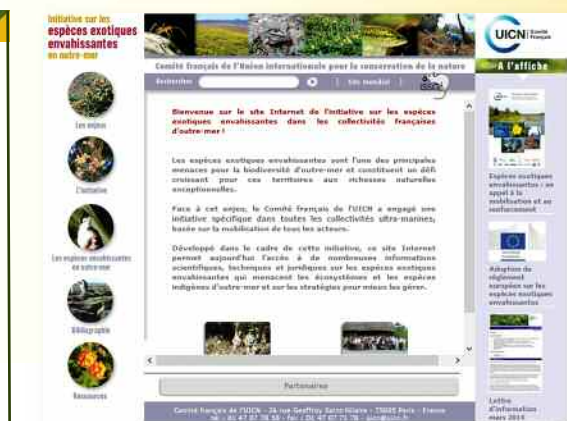 Initiative sur les
espèces exotiques
envahissantes
en outre-mer
UICN Comité
français
Comité français de l'Union internationale pour la conservation de la nature
Rechercher
Site mondial
issg
A l'affiche
Les enjeux
L'initiative
Les espèces envahissantes
en outre-mer
Bibliographie
Ressources
Bienvenue sur le site Internet de l'Initiative sur les espèces
exotiques envahissantes dans les collectivités françaises
d'outre-mer !
Les espèces exotiques envahissantes sont l'une des principales
menaces pour la biodiversité d'outre-mer et constituent un défi
croissant pour ces territoires aux richesses naturelles
exceptionnelles.
Face à cet enjeu, le Comité français de l'UICN a engagé une
initiative spécifique dans toutes les collectivités ultra-marines,
basée sur la mobilisation de tous les acteurs.
Développé dans le cadre de cette initiative, ce site Internet
permet aujourd'hui l'accès à de nombreuses informations
scientifiques, techniques et juridiques sur les espèces exotiques
envahissantes qui menacent les écosystèmes et les espèces
indigènes d'outre-mer et sur les stratégies pour mieux les gérer.
Partenaires
Comité français de l'UICN - 26 rue Geoffroy Saint-Hilaire - 75005 Paris - France
Espèces exotiques
envahissantes : un
appel à la
mobilisation et au
renforcement
Adoption du
règlement
européen sur les
espèces exotiques
envahissantes
Lettre
d'information
mars 2014